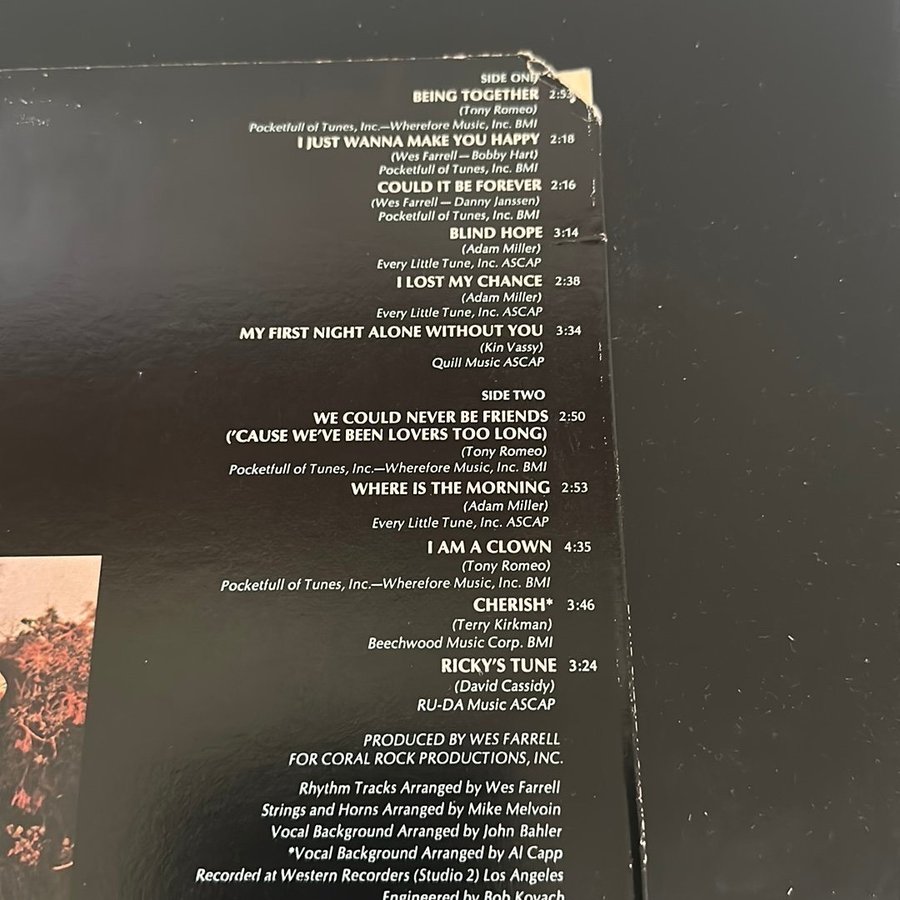 SIDE ONE
BEING TOGETHER 2:53
(Tony Romeo)
Pocketfull of Tunes, Inc.—Wherefore Music, Inc. BMI
I JUST WANNA MAKE YOU HAPPY 2:18
(Wes Farrell—Bobby Hart)
Pocketfull of Tunes, Inc. BMI
COULD IT BE FOREVER 2:16
(Wes Farrell — Danny Janssen)
Pocketfull of Tunes, Inc. BMI
BLIND HOPE 3:14
(Adam Miller)
Every Little Tune, Inc. ASCAP
I LOST MY CHANCE 2:38
(Adam Miller)
Every Little Tune, Inc. ASCAP
MY FIRST NIGHT ALONE WITHOUT YOU 3:34
(Kin Vassy)
Quill Music ASCAP
SIDE TWO
WE COULD NEVER BE FRIENDS 2:50
('CAUSE WE'VE BEEN LOVERS TOO LONG)
(Tony Romeo)
Pocketfull of Tunes, Inc.—Wherefore Music, Inc. BMI
WHERE IS THE MORNING 2:53
(Adam Miller)
Every Little Tune, Inc. ASCAP
I AM A CLOWN 4:35
(Tony Romeo)
Pocketfull of Tunes, Inc.—Wherefore Music, Inc. BMI
CHERISH* 3:46
(Terry Kirkman)
Beechwood Music Corp. BMI
RICKY'S TUNE 3:24
(David Cassidy)
RU-DA Music ASCAP
PRODUCED BY WES FARRELL
FOR CORAL ROCK PRODUCTIONS, INC.
Rhythm Tracks Arranged by Wes Farrell
Strings and Horns Arranged by Mike Melvoin
Vocal Background Arranged by John Bahler
*Vocal Background Arranged by Al Capp
Recorded at Western Recorders (Studio 2) Los Angeles
Engineered by Bob Kovach